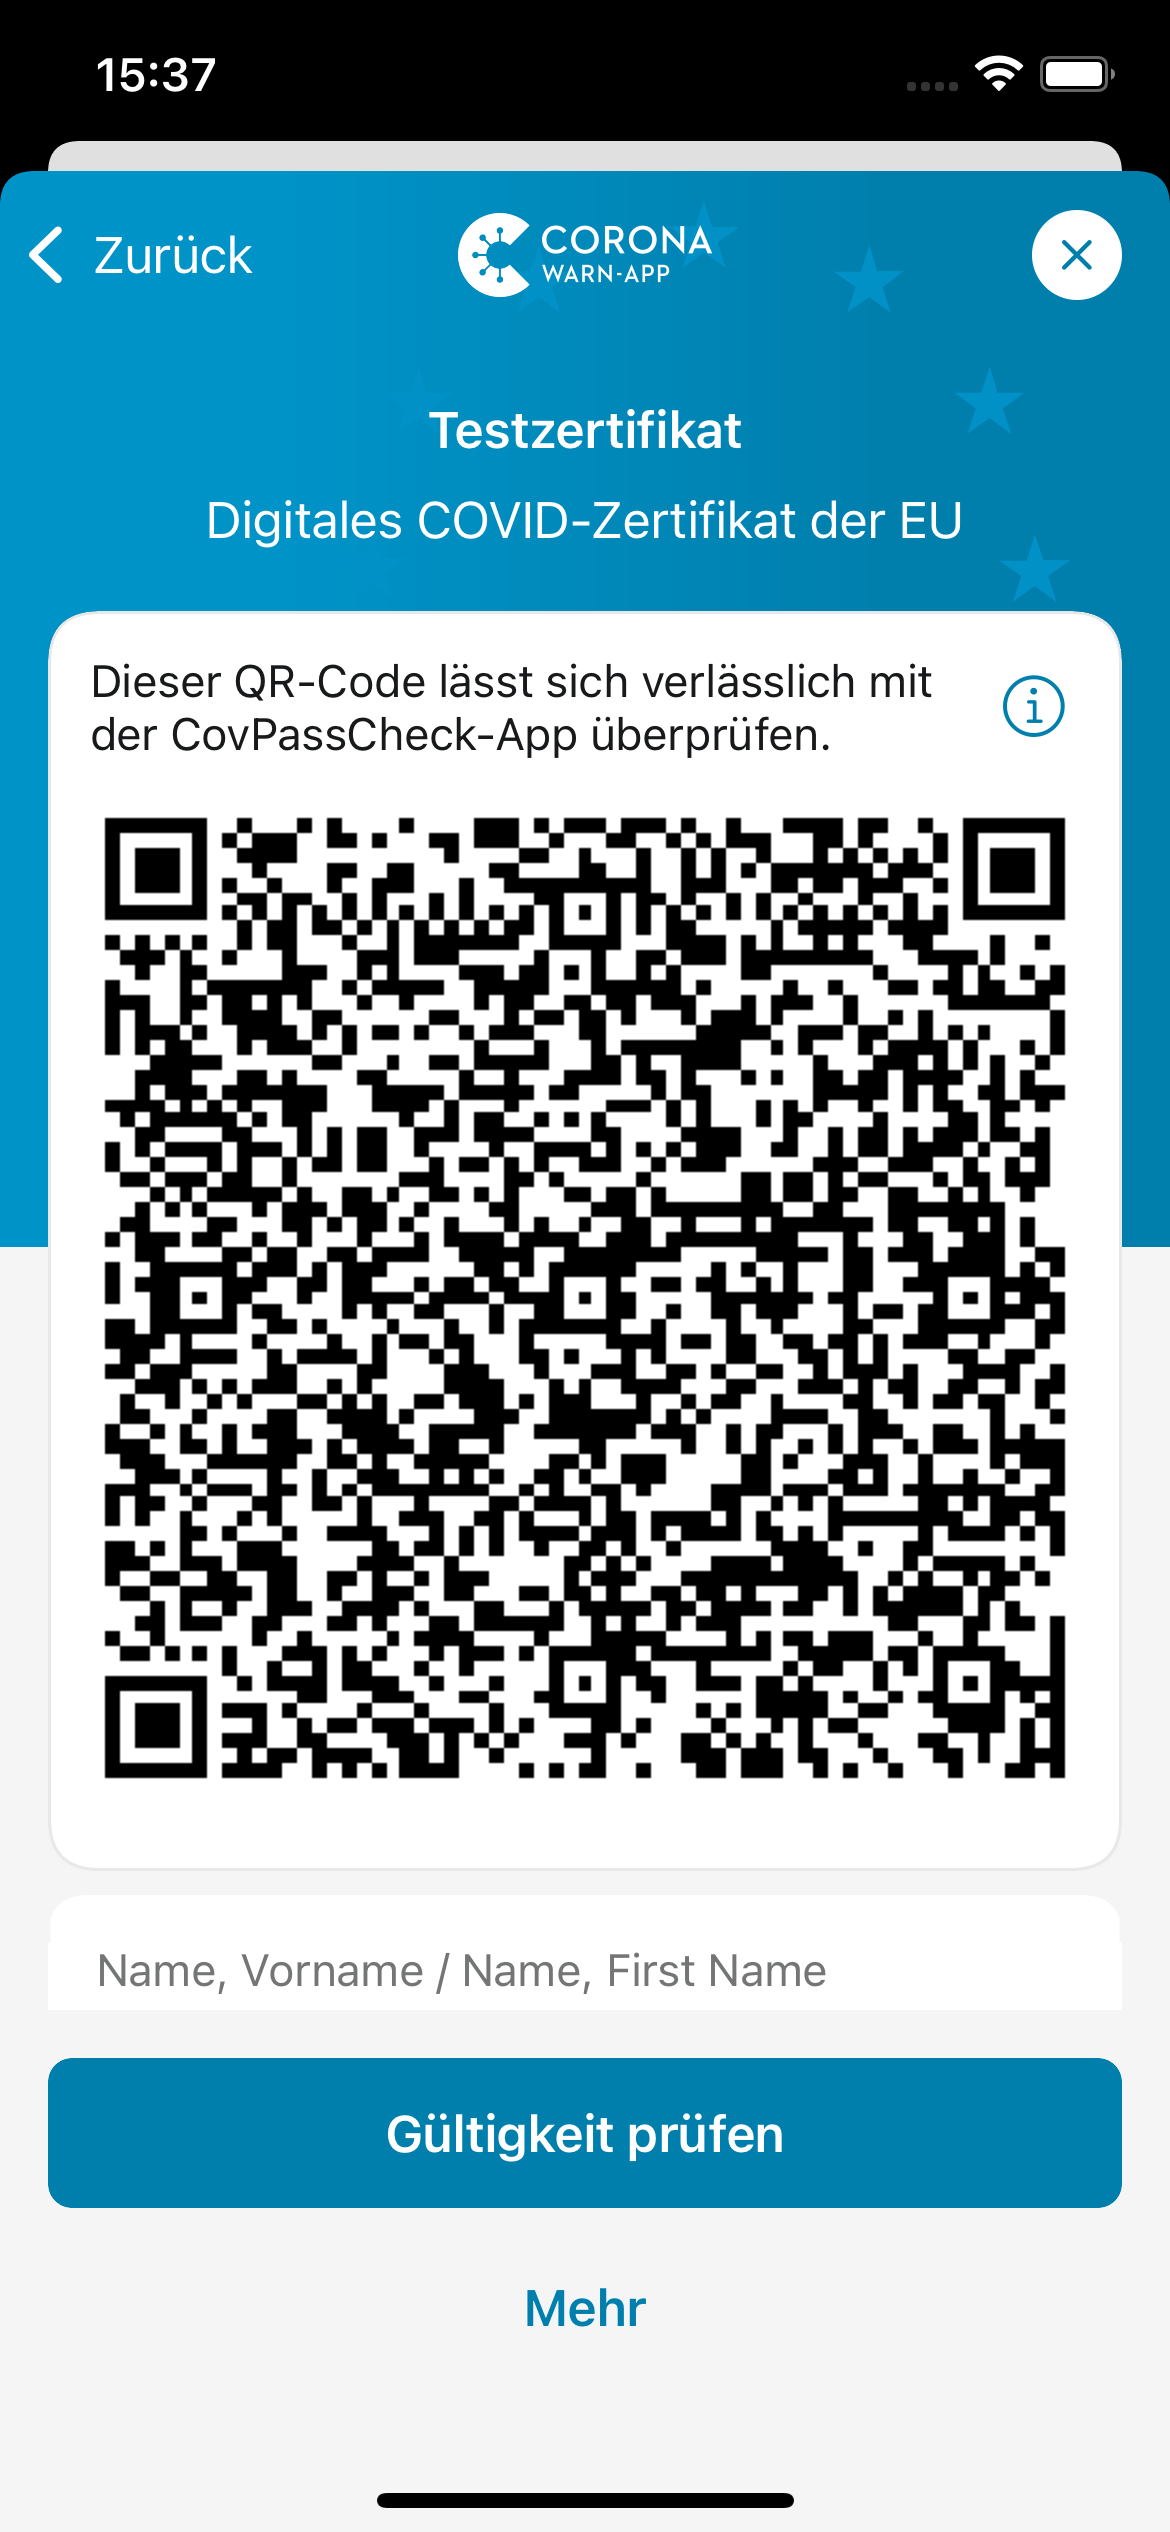 15:37
Zurück
CORONA
WARN-APP
Testzertifikat
Digitales COVID-Zertifikat der EU
Dieser QR-Code lässt sich verlässlich mit
der CovPassCheck-App überprüfen.
Name, Vorname / Name, First Name
Gültigkeit prüfen
Mehr